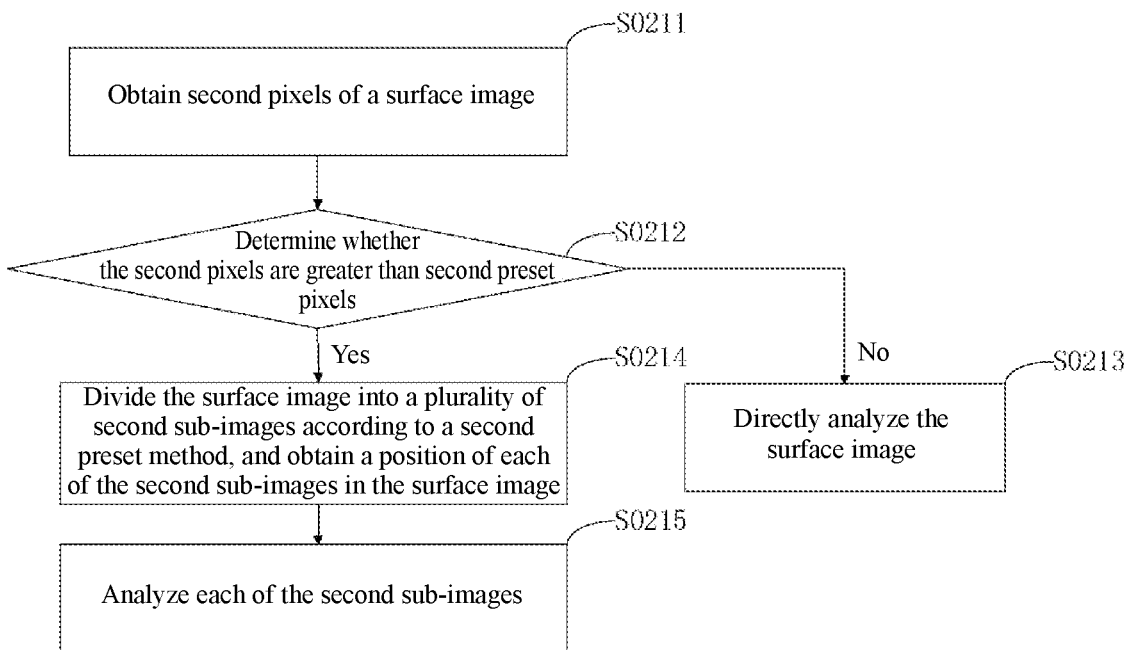 S0211
Obtain second pixels of a surface image
S0212
Determine whether
the second pixels are greater than second preset
pixels
Yes
No
S0214
Divide the surface image into a plurality of
second sub-images according to a second
preset method, and obtain a position of each
of the second sub-images in the surface image
S0213
Directly analyze the
surface image
S0215
Analyze each of the second sub-images